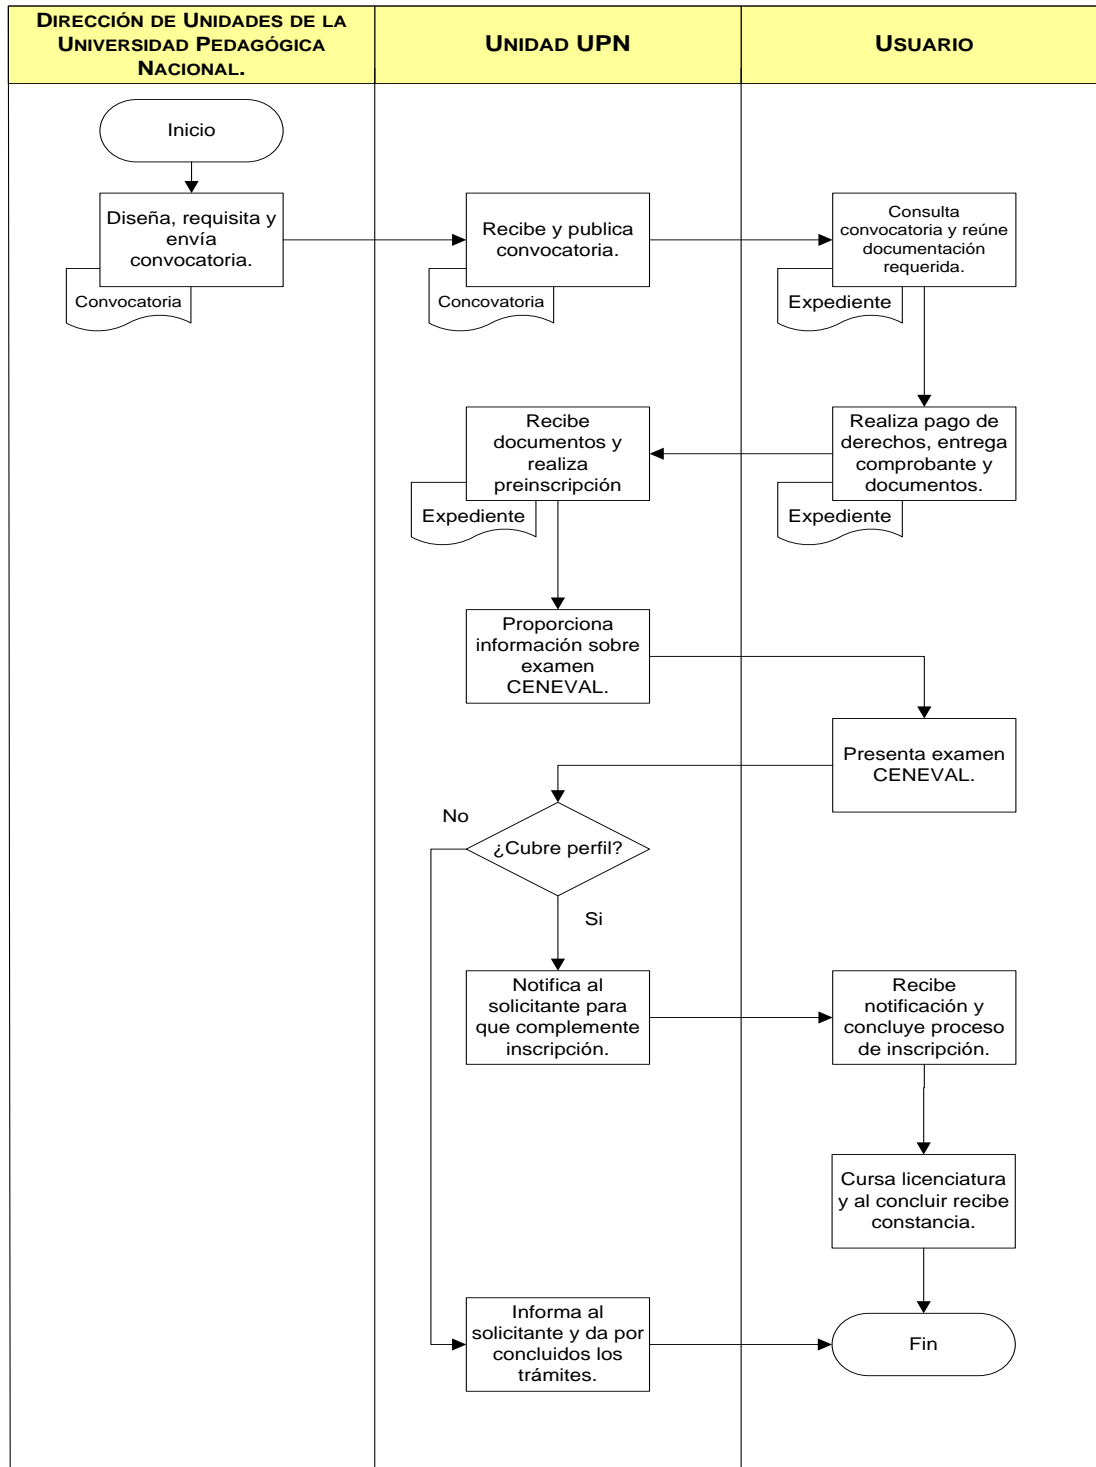 DIRECCIÓN DE UNIDADES DE LA
UNIVERSIDAD PEDAGÓGICA
NACIONAL.
UNIDAD UPN
USUARIO
Inicio
Diseña, requisita y
envía
convocatoria.
Convocatoria
Recibe y publica
convocatoria.
Concovatoria
Consulta
convocatoria y reúne
documentación
requerida.
Expediente
Realiza pago de
derechos, entrega
comprobante y
documentos.
Expediente
Recibe
documentos y
realiza
preinscripción
Expediente
Proporciona
información sobre
examen
CENEVAL.
Presenta examen
CENEVAL.
¿Cubre perfil?
No
Si
Notifica al
solicitante para
que complemente
inscripción.
Recibe
notificación y
concluye proceso
de inscripción.
Cursa licenciatura
y al concluir recibe
constancia.
Informa al
solicitante y da por
concluidos los
trámites.
Fin